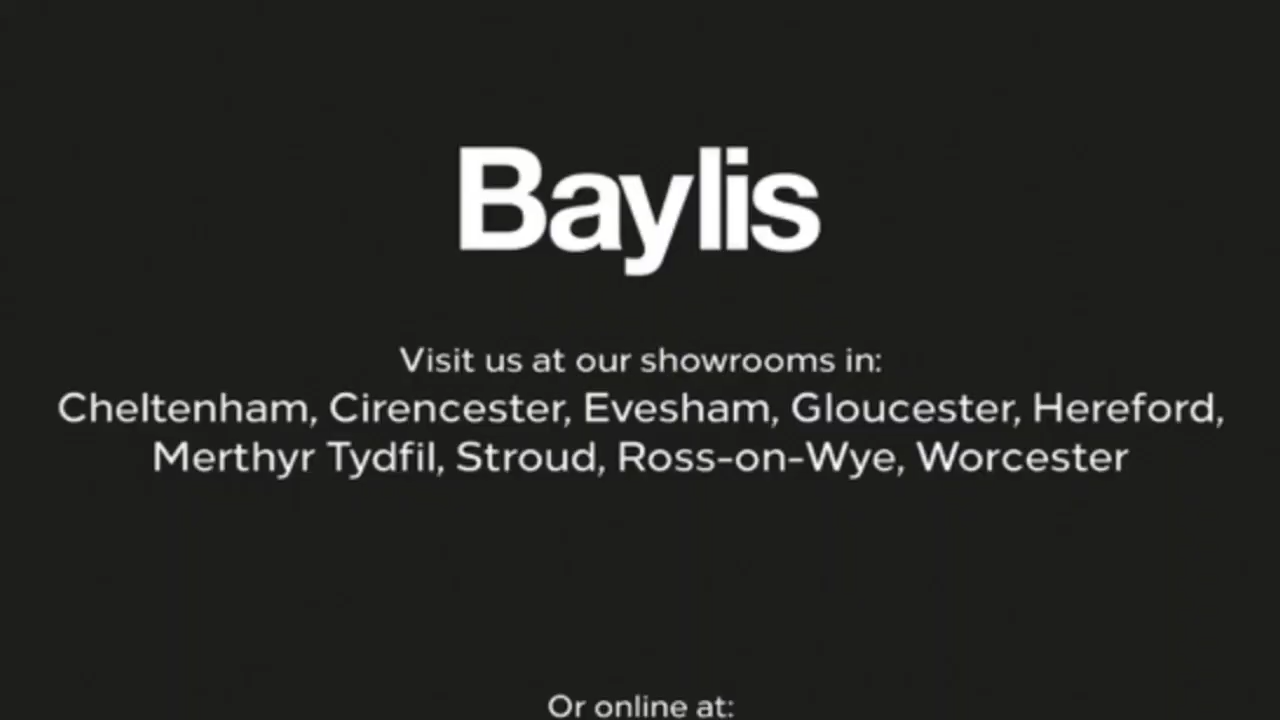 Baylis
Visit us at our showrooms in:
Cheltenham, Cirencester, Evesham, Gloucester, Hereford,
Merthyr Tydfil, Stroud, Ross-on-Wye, Worcester
Or online at: